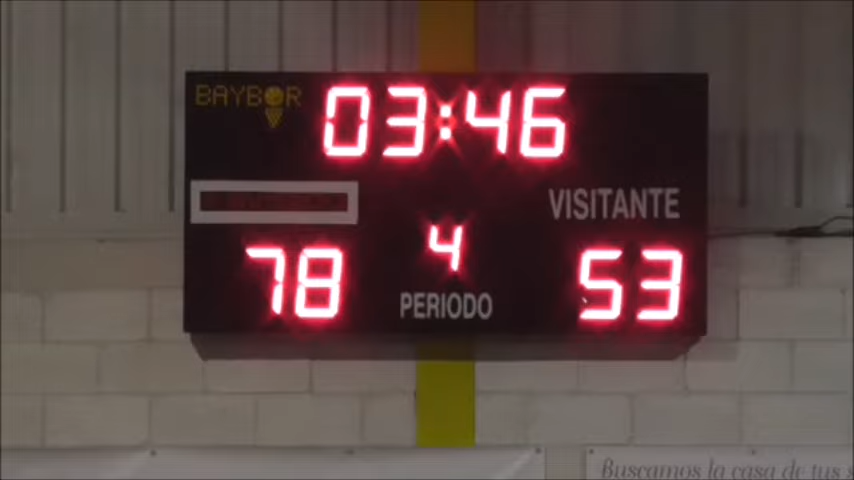 BAYBOR
03:46
VISITANTE
78
4
53
PERIODO
Buscamos la casa de tus